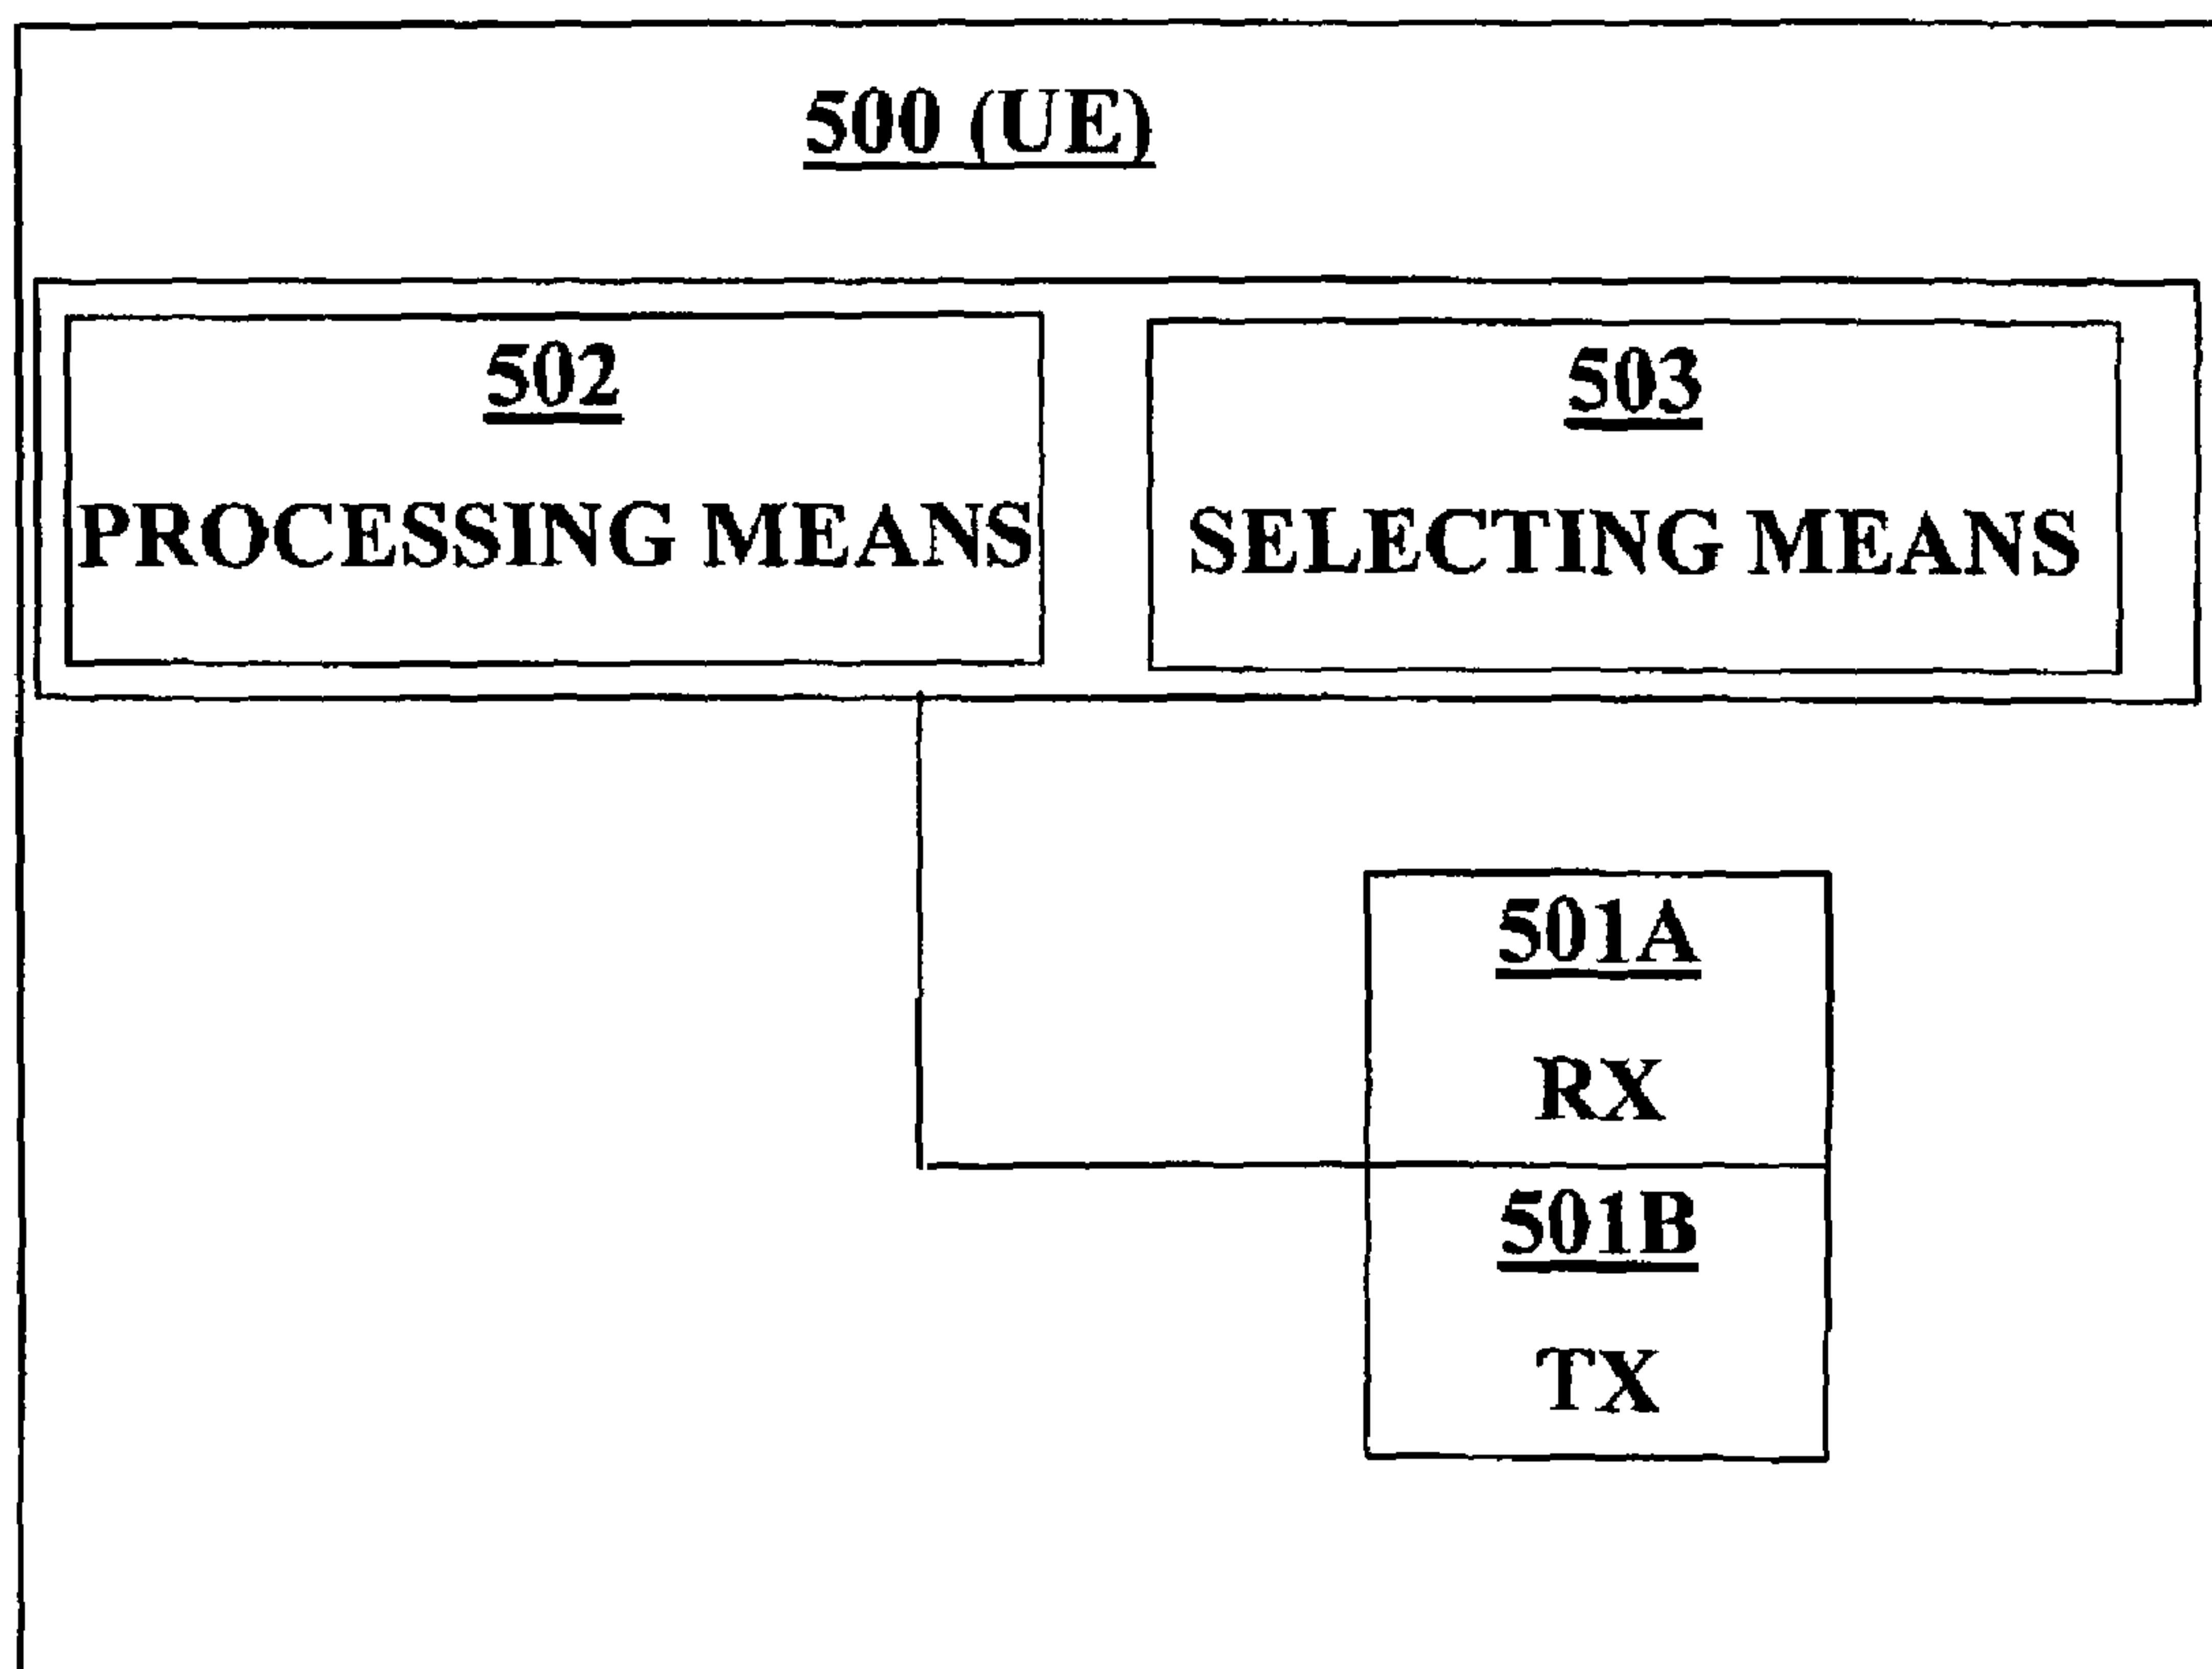 500 (UE)
502
PROCESSING MEANS
503
SELECTING MEANS
501A
RX
501B
TX